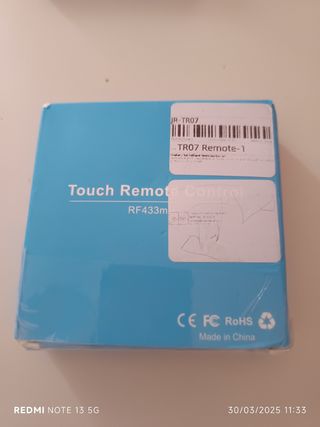 JR-TR07
TR07 Remote-1
Touch Remote Control
RF433m
CE FC RoHS
Made in China
REDMI NOTE 13 5G
30/03/2025 11:33